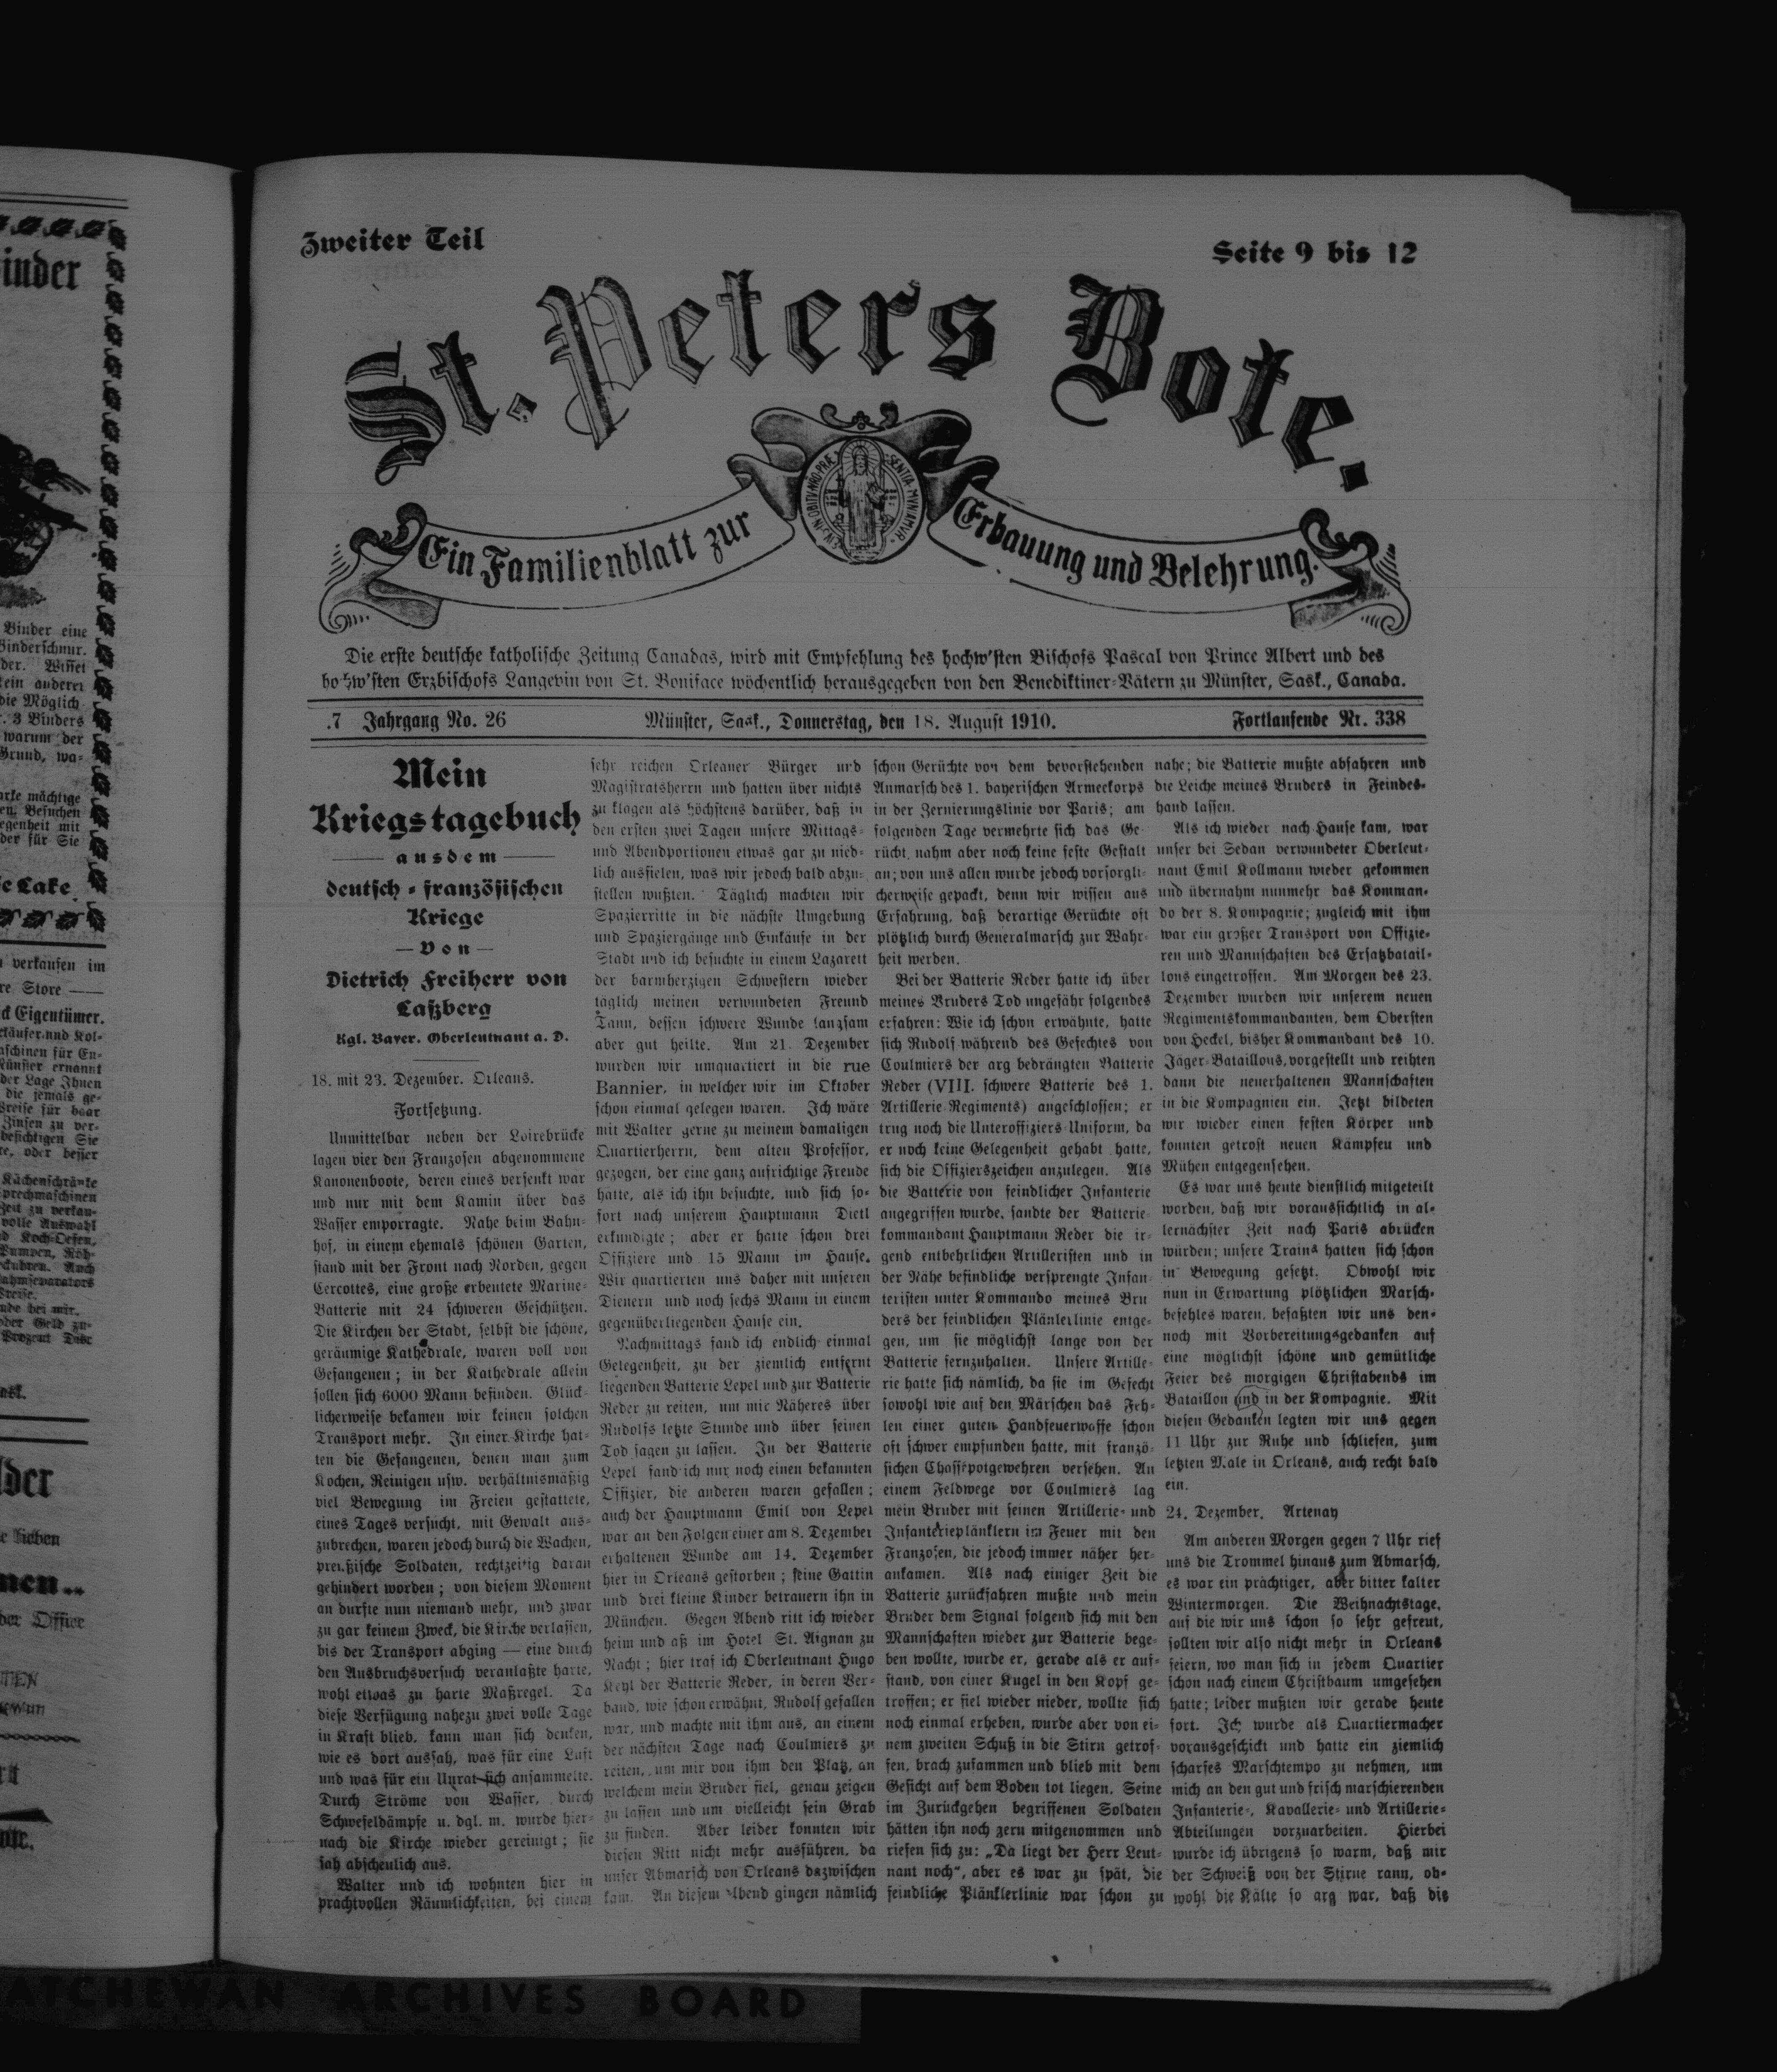 Zweiter Teil
Seite 9 bis 12
St. Peters Bote.
Ein Familienblatt zur
Erbauung und Belehrung.
Die erste deutsche katholische Zeitung Canadas, wird mit Empfehlung des hochw'sten Bischofs Pascal von Prince Albert und des
hochw'sten Erzbischofs Langevin von St. Boniface wöchentlich herausgegeben von den Benediktiner-Vätern zu Münster, Sask., Canada.
.7 Jahrgang No. 26
Münster, Sask., Donnerstag, den 18. August 1910.
Fortlaufende Nr. 338
Mein
Kriegstagebuch
aus dem
deutsch-französischen
Kriege
Von
Dietrich Freiherr von
Laßberg
Kgl. Bayer. Oberleutnant a. D.
18. mit 23. Dezember. Orleans.
Fortsetzung.
Unmittelbar neben der Loirebrücke
lagen vier den Franzosen abgenommene
Kanonenboote, deren eines versenkt war
und nur mit dem Kamin über das
Wasser emporragte. Nahe beim Bahn-
hof, in einem ehemals schönen Garten,
stand mit der Front nach Norden, gegen
Cercottes, eine große erbeutete Marine-
Batterie mit 24 schweren Geschützen.
Die Kirchen der Stadt, selbst die schöne,
geräumige Kathedrale, waren voll von
Gefangenen; in der Kathedrale allein
sollen sich 6000 Mann befinden. Glück-
licherweise bekamen wir keinen solchen
Transport mehr. In einer Kirche hat-
ten die Gefangenen, denen man zum
Kochen, Reinigen usw. verhältnismäßig
viel Bewegung im Freien gestattete,
eines Tages versucht, mit Gewalt aus-
zubrechen, waren jedoch durch die Wachen,
preußische Soldaten, rechtzeitig daran
gehindert worden; von diesem Moment
an durfte nun niemand mehr, und zwar
zu gar keinem Zweck, die Kirche verlassen,
bis der Transport abging — eine durch
den Ausbruchsversuch veranlaßte harte,
wohl etwas zu harte Maßregel. Da
diese Verfügung nahezu zwei volle Tage
in Kraft blieb, kann man sich denken,
wie es dort aussah, was für eine Luft
und was für ein Unrat sich ansammelte.
Durch Ströme von Wasser, durch
Schwefeldämpfe u. dgl. m. wurde hier-
nach die Kirche wieder gereinigt; sie
sah abscheulich aus.
Walter und ich wohnten hier in
prachtvollen Räumlichkeiten, bei einem
sehr reichen Orleaner Bürger und
Magistratsherrn und hatten über nichts
zu klagen als höchstens darüber, daß in
den ersten zwei Tagen unsere Mittags-
und Abendportionen etwas gar zu nied-
lich ausfielen, was wir jedoch bald abzu-
stellen wußten. Täglich machten wir
Spazierritte in die nächste Umgebung
und Spaziergänge und Einkäufe in der
Stadt und ich besuchte in einem Lazarett
der barmherzigen Schwestern wieder
täglich meinen verwundeten Freund
Tann, dessen schwere Wunde langsam
aber gut heilte. Am 21. Dezember
wurden wir umquartiert in die rue
Bannier, in welcher wir im Oktober
schon einmal gelegen waren. Ich wäre
mit Walter gerne zu meinem damaligen
Quartierherrn, dem alten Professor,
gezogen, der eine ganz aufrichtige Freude
hatte, als ich ihn besuchte, und sich so-
fort nach unserem Hauptmann Dietl
erkundigte; aber er hatte schon drei
Offiziere und 15 Mann im Hause.
Wir quartierten uns daher mit unseren
Dienern und noch sechs Mann in einem
gegenüberliegenden Hause ein.
Nachmittags fand ich endlich einmal
Gelegenheit, zu der ziemlich entfernt
liegenden Batterie Lepel und zur Batterie
Reder zu reiten, um mir Näheres über
Rudolfs letzte Stunde und über seinen
Tod sagen zu lassen. In der Batterie
Lepel fand ich nur noch einen bekannten
Offizier, die anderen waren gefallen;
auch der Hauptmann Emil von Lepel
war an den Folgen einer am 8. Dezember
erhaltenen Wunde am 14. Dezember
hier in Orleans gestorben; seine Gattin
und drei kleine Kinder betrauern ihn in
München. Gegen Abend ritt ich wieder
heim und aß im Hotel St. Aignan zu
Nacht; hier traf ich Oberleutnant Hugo
Keyl der Batterie Reder, in deren Ver-
band, wie schon erwähnt, Rudolf gefallen
war, und machte mit ihm aus, an einem
der nächsten Tage nach Coulmiers zu
reiten, um mir von ihm den Platz, an
welchem mein Bruder fiel, genau zeigen
zu lassen und um vielleicht sein Grab
zu finden. Aber leider konnten wir
diesen Ritt nicht mehr ausführen, da
unser Abmarsch von Orleans dazwischen
kam. An diesem Abend gingen nämlich
schon Gerüchte von dem bevorstehenden
Anmarsch des 1. bayerischen Armeekorps
in der Zernierungslinie vor Paris; am
folgenden Tage vermehrte sich das Ge-
rücht, nahm aber noch keine feste Gestalt
an; von uns allen wurde jedoch vorsorgli-
cherweise gepackt, denn wir wissen aus
Erfahrung, daß derartige Gerüchte oft
plötzlich durch Generalmarsch zur Wahr-
heit werden.
Bei der Batterie Reder hatte ich über
meines Bruders Tod ungefähr folgendes
erfahren: Wie ich schon erwähnte, hatte
sich Rudolf während des Gefechtes von
Coulmiers der arg bedrängten Batterie
Reder (VIII. schwere Batterie des 1.
Artillerie-Regiments) angeschlossen; er
trug noch die Unteroffiziers-Uniform, da
er noch keine Gelegenheit gehabt hatte,
sich die Offizierszeichen anzulegen. Als
die Batterie von feindlicher Infanterie
angegriffen wurde, sandte der Batterie-
kommandant Hauptmann Reder die ir-
gend entbehrlichen Artilleristen und in
der Nähe befindliche versprengte Infan-
teristen unter Kommando meines Bru-
ders der feindlichen Plänklerlinie entge-
gen, um sie möglichst lange von der
Batterie fernzuhalten. Unsere Artille-
rie hatte sich nämlich, da sie im Gefecht
sowohl wie auf den Märschen das Feh-
len einer guten Handfeuerwaffe schon
oft schwer empfunden hatte, mit franzö-
sischen Chassepotgewehren versehen. An
einem Feldwege vor Coulmiers lag
mein Bruder mit seinen Artillerie- und
Infanterieplänklern im Feuer mit den
Franzosen, die jedoch immer näher her-
ankamen. Als nach einiger Zeit die
Batterie zurückfahren mußte und mein
Bruder dem Signal folgend sich mit den
Mannschaften wieder zur Batterie bege-
ben wollte, wurde er, gerade als er auf-
stand, von einer Kugel in den Kopf ge-
troffen; er fiel wieder nieder, wollte sich
noch einmal erheben, wurde aber von ei-
nem zweiten Schuß in die Stirn getrof-
fen, brach zusammen und blieb mit dem
Gesicht auf dem Boden tot liegen. Seine
im Zurückgehen begriffenen Soldaten
hätten ihn noch gern mitgenommen und
riefen sich zu: „Da liegt der Herr Leut-
nant noch“, aber es war zu spät, die
feindliche Plänklerlinie war schon zu
nahe; die Batterie mußte abfahren und
die Leiche meines Bruders in Feindes-
hand lassen.
Als ich wieder nach Hause kam, war
unser bei Sedan verwundeter Oberleut-
nant Emil Kollmann wieder gekommen
und übernahm nunmehr das Komman-
do der 8. Kompagnie; zugleich mit ihm
war ein großer Transport von Offizie-
ren und Mannschaften des Ersatzbatail-
lons eingetroffen. Am Morgen des 23.
Dezember wurden wir unserem neuen
Regimentskommandanten, dem Obersten
von Heckel, bisher Kommandant des 10.
Jäger-Bataillons, vorgestellt und reihten
dann die neuerhaltenen Mannschaften
in die Kompagnien ein. Jetzt bildeten
wir wieder einen festen Körper und
konnten getrost neuen Kämpfen und
Mühen entgegensehen.
Es war uns heute dienstlich mitgeteilt
worden, daß wir voraussichtlich in al-
lernächster Zeit nach Paris abrücken
würden; unsere Trains hatten sich schon
in Bewegung gesetzt. Obwohl wir
nun in Erwartung plötzlichen Marsch-
befehles waren, befaßten wir uns den-
noch mit Vorbereitungsgedanken auf
eine möglichst schöne und gemütliche
Feier des morgigen Christabends im
Bataillon und in der Kompagnie. Mit
diesen Gedanken legten wir uns gegen
11 Uhr zur Ruhe und schliefen, zum
letzten Male in Orleans, auch recht bald
ein.
24. Dezember. Artenay
Am anderen Morgen gegen 7 Uhr rief
uns die Trommel hinaus zum Abmarsch,
es war ein prächtiger, aber bitter kalter
Wintermorgen. Die Weihnachtstage,
auf die wir uns schon so sehr gefreut,
sollten wir also nicht mehr in Orleans
feiern, wo man sich in jedem Quartier
schon nach einem Christbaum umgesehen
hatte; leider mußten wir gerade heute
fort. Ich wurde als Quartiermacher
vorausgeschickt und hatte ein ziemlich
scharfes Marschtempo zu nehmen, um
mich an den gut und frisch marschierenden
Infanterie-, Kavallerie- und Artillerie-
Abteilungen vorzuarbeiten. Hierbei
wurde ich übrigens so warm, daß mir
der Schweiß von der Stirne rann, ob-
wohl die Kälte so arg war, daß die
ATCHEWAN ARCHIVES BOARD